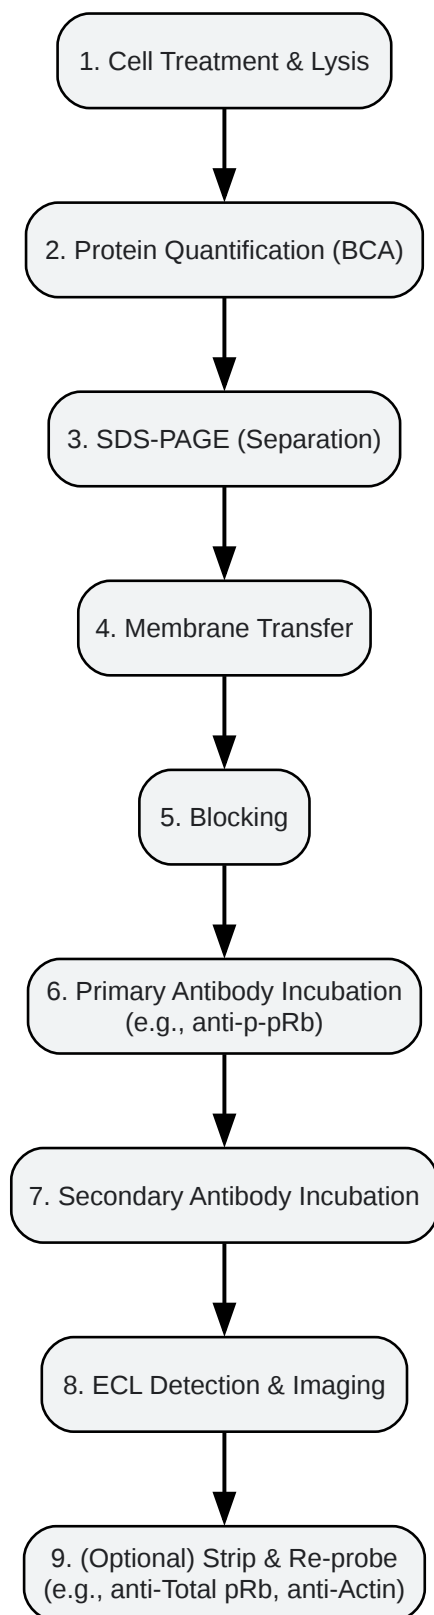 1. Cell Treatment & Lysis
2. Protein Quantification (BCA)
3. SDS-PAGE (Separation)
4. Membrane Transfer
5. Blocking
6. Primary Antibody Incubation
(e.g., anti-p-pRb)
7. Secondary Antibody Incubation
8. ECL Detection & Imaging
9. (Optional) Strip & Re-probe
(e.g., anti-Total pRb, anti-Actin)